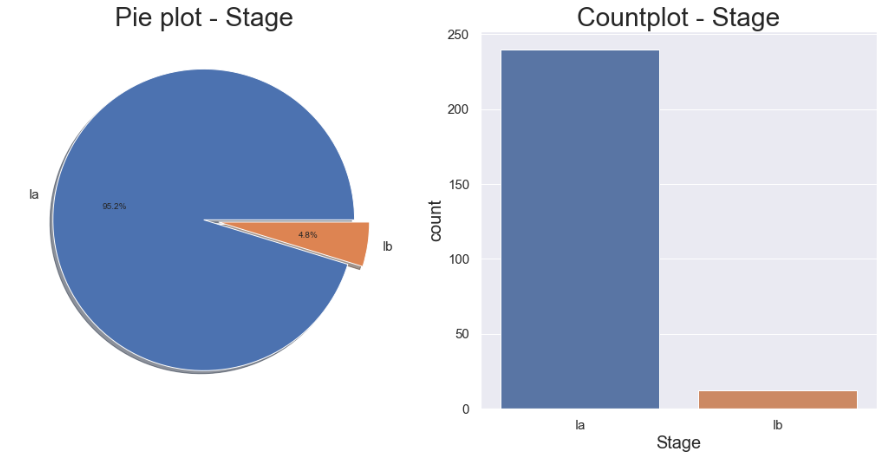 Pie plot - Stage
Ia
95.2%
4.8%
Ib
Countplot - Stage
250
200
150
100
50
0
count
Ia
Ib
Stage